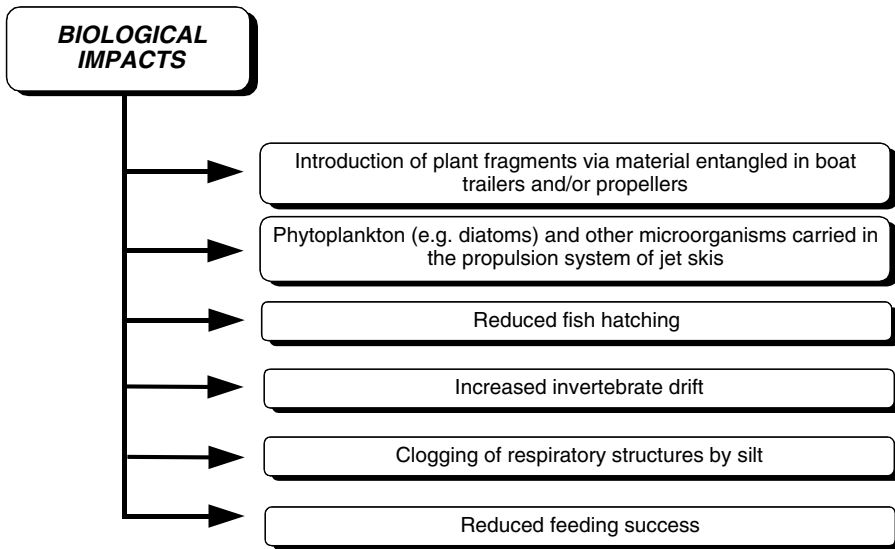 BIOLOGICAL
IMPACTS
Introduction of plant fragments via material entangled in boat
trailers and/or propellers
Phytoplankton (e.g. diatoms) and other microorganisms carried in
the propulsion system of jet skis
Reduced fish hatching
Increased invertebrate drift
Clogging of respiratory structures by silt
Reduced feeding success